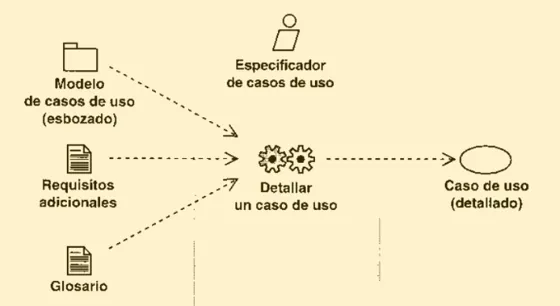 Especificador
de casos de uso
Modelo
de casos de uso
(esbozado)
Requisitos
adicionales
Detallar
un caso de uso
Caso de uso
(detallado)
Glosario